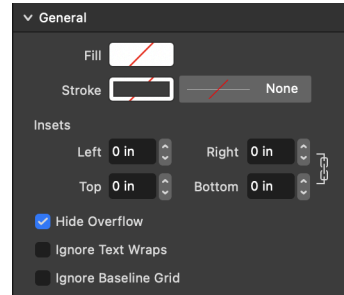 General
Fill
Stroke None
Insets
Left 0 in Right 0 in
Top 0 in Bottom 0 in
Hide Overflow
Ignore Text Wraps
Ignore Baseline Grid